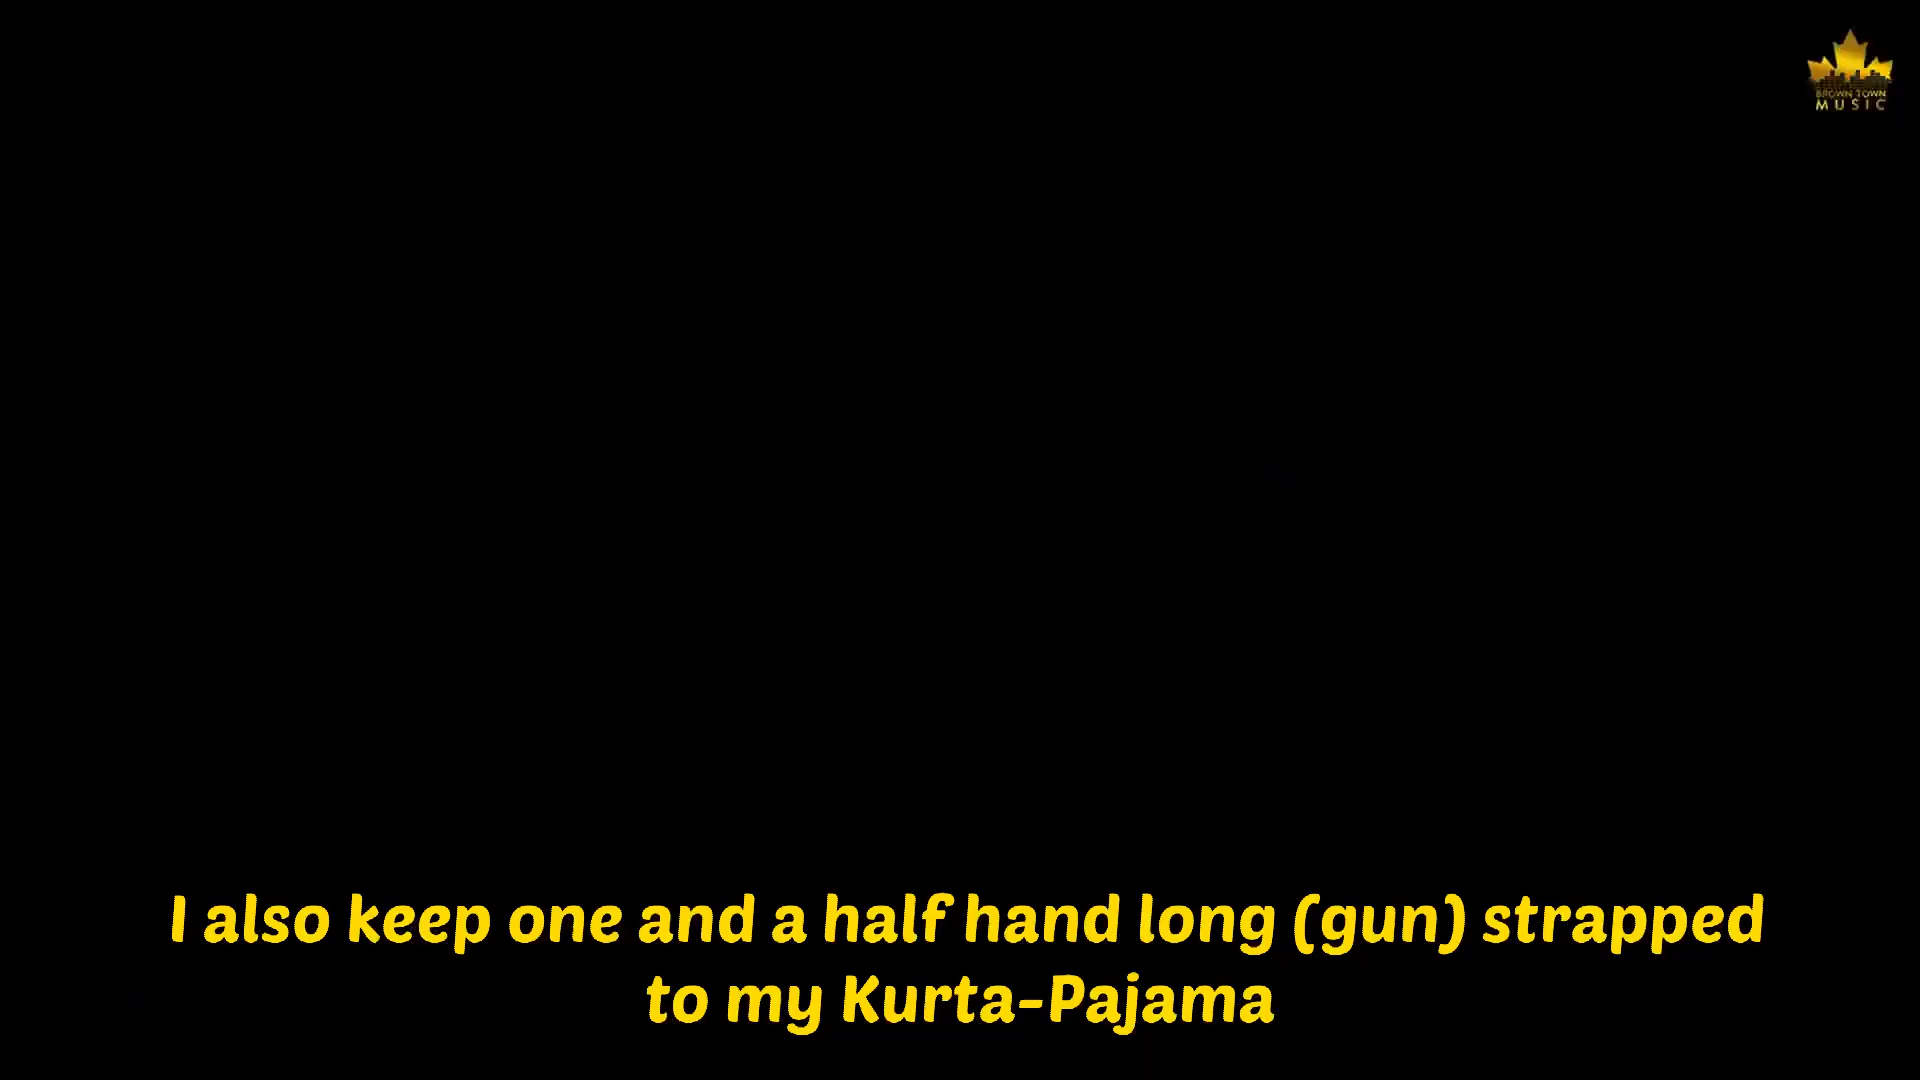 BROWN TOWN
MUSIC
I also keep one and a half hand long (gun) strapped
to my Kurta-Pajama